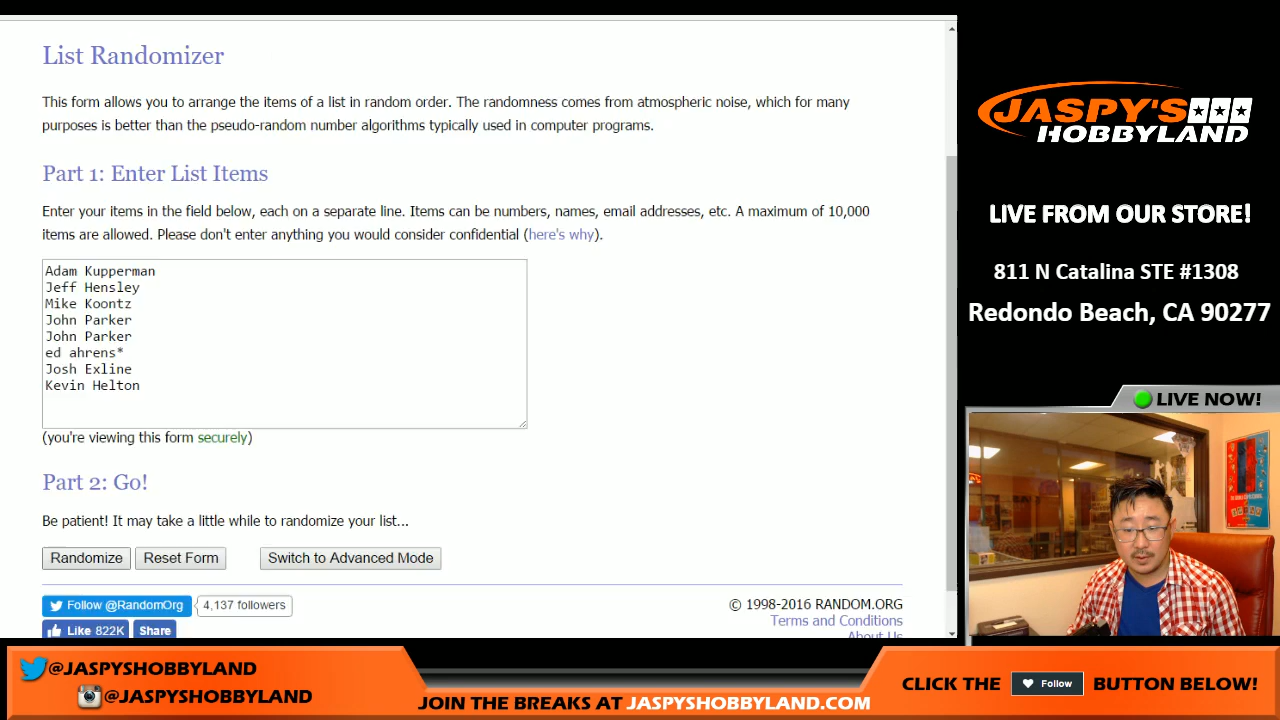 List Randomizer
This form allows you to arrange the items of a list in random order. The randomness comes from atmospheric noise, which for many
purposes is better than the pseudo-random number algorithms typically used in computer programs.
Part 1: Enter List Items
Enter your items in the field below, each on a separate line. Items can be numbers, names, email addresses, etc. A maximum of 10,000
items are allowed. Please don't enter anything you would consider confidential (here's why).
Adam Kupperman
Jeff Hensley
Mike Koontz
John Parker
John Parker
ed ahrens*
Josh Exline
Kevin Helton
(you're viewing this form securely)
Part 2: Go!
Be patient! It may take a little while to randomize your list...
Randomize
Reset Form
Switch to Advanced Mode
Follow @RandomOrg
4,137 followers
Like 822K
Share
© 1998-2016 RANDOM.ORG
Terms and Conditions
About Us
JASPY'S
HOBBYLAND
LIVE FROM OUR STORE!
811 N Catalina STE #1308
Redondo Beach, CA 90277
LIVE NOW!
@JASPYSHOBBYLAND
@JASPYSHOBBYLAND
JOIN THE BREAKS AT JASPYSHOBBYLAND.COM
CLICK THE
Follow
BUTTON BELOW!